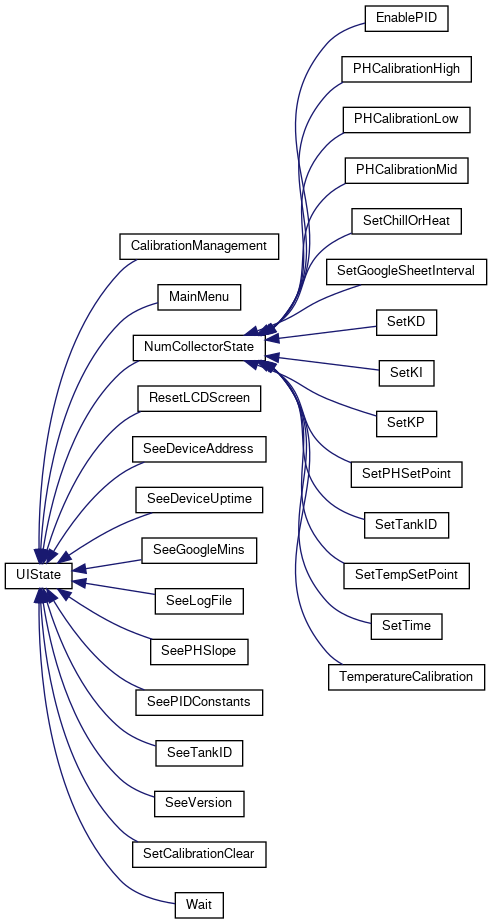 UIState
CalibrationManagement
MainMenu
NumCollectorState
ResetLCDScreen
SeeDeviceAddress
SeeDeviceUptime
SeeGoogleMins
SeeLogFile
SeePHSlope
SeePIDConstants
SeeTankID
SeeVersion
SetCalibrationClear
Wait
EnablePID
PHCalibrationHigh
PHCalibrationLow
PHCalibrationMid
SetChillOrHeat
SetGoogleSheetInterval
SetKD
SetKI
SetKP
SetPHSetPoint
SetTankID
SetTempSetPoint
SetTime
TemperatureCalibration